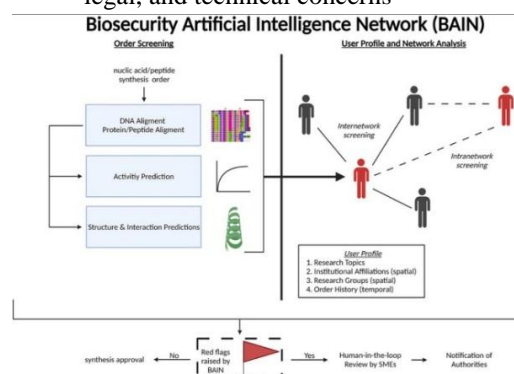 legal, and technical concerns
Biosecurity Artificial Intelligence Network (BAIN)
Order Screening
User Profile and Network Analysis
nuclic acid/peptide
synthesis order
DNA Aligment
Protein/Peptide Aligment
Activitiy Prediction
Structure & Interaction Predictions
Internetwork
screening
Intranetwork
screening
User Profile
1. Research Topics
2. Institutional Affiliations (spatial)
3. Research Groups (spatial)
4. Order History (temporal)
synthesis approval
No
Red flags
raised by
BAIN
Yes
Human-in-the-loop
Review by SMEs
Notification of
Authorities